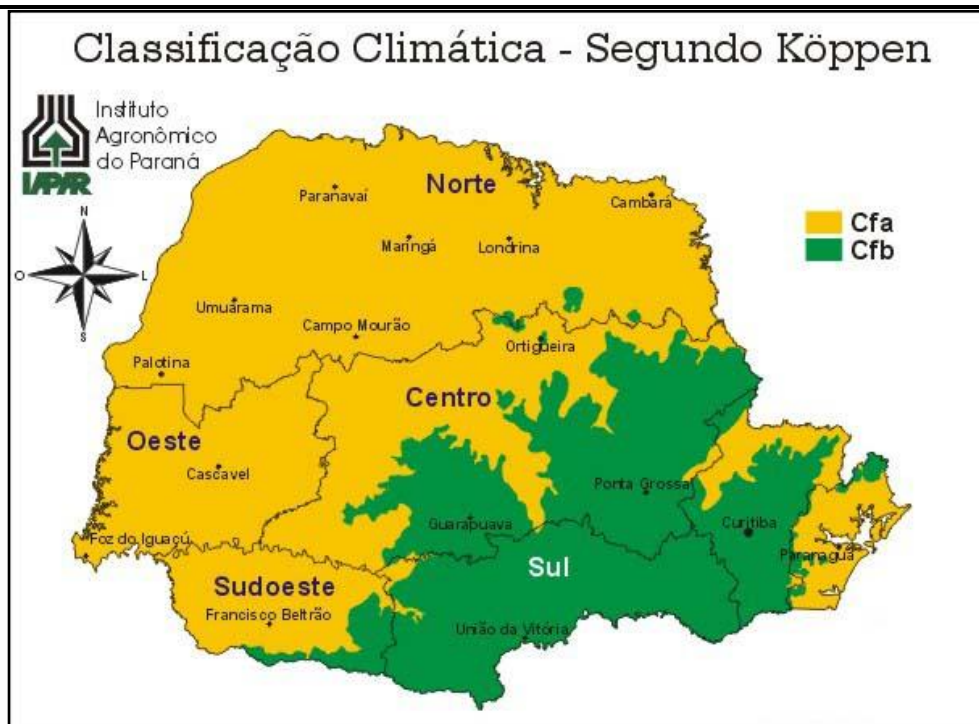 Classificação Climática - Segundo Köppen
Instituto
Agronômico
do Paraná
IAPAR
N
O
L
S
Norte
Paranavaí
Cambará
Maringá
Londrina
Cfa
Cfb
Umuarama
Campo Mourão
Ortigueira
Palotina
Centro
Oeste
Cascavel
Ponta Grossa
Guarapuava
Curitiba
Foz do Iguaçú
Paranaguá
Sul
Sudoeste
Francisco Beltrão
União da Vitória